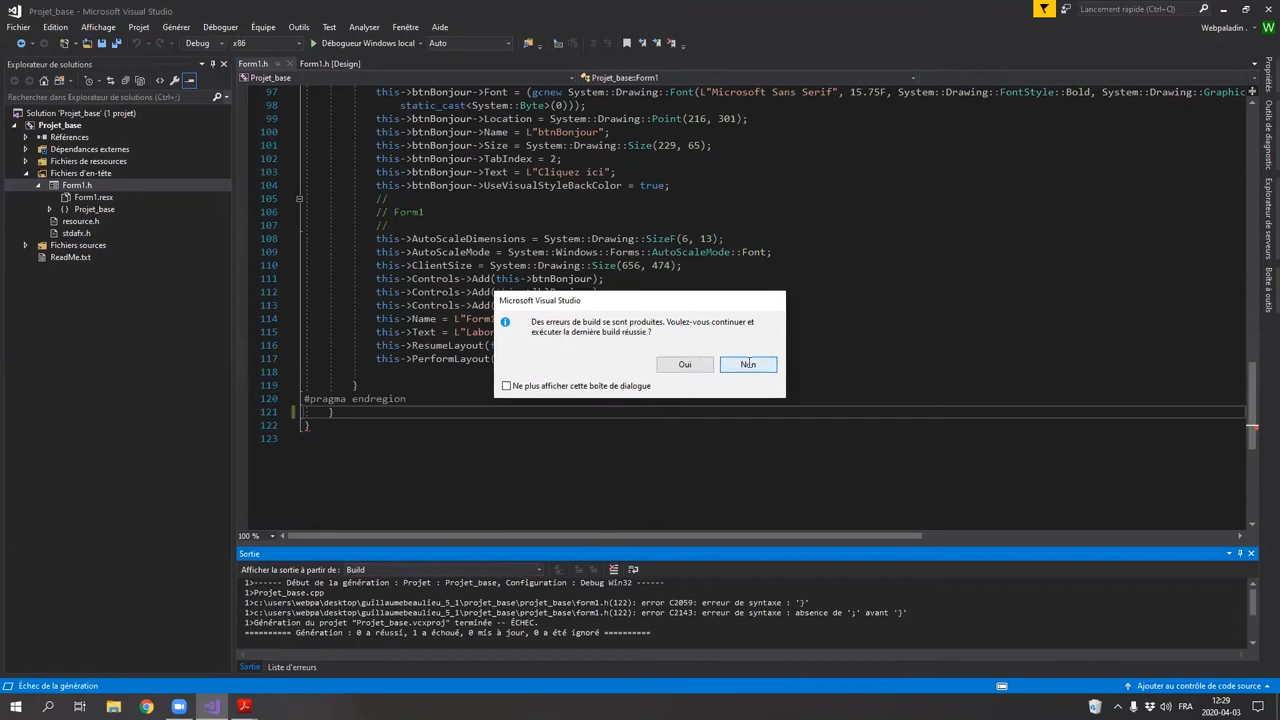 Projet_base - Microsoft Visual Studio
Lancement rapide (Ctrl+Q)
Fichier Edition Affichage Projet Générer Débogueur Équipe Outils Test Analyser Fenêtre Aide
Webpaladin
W
Debug x86 Débogueur Windows local Auto
Explorateur de solutions
Rechercher dans Explorateur de solutions (Ctrl+;)
Solution 'Projet_base' (1 projet)
Projet_base
Références
Dépendances externes
Fichiers de ressources
Fichiers d'en-tête
Form1.h
Form1.resx
Projet_base
resource.h
stdafx.h
Fichiers sources
ReadMe.txt
Form1.h Form1.h [Design]
Projet_base Projet_base::Form1
97 this->btnBonjour->Font = (gcnew System::Drawing::Font(L"Microsoft Sans Serif", 15.75F, System::Drawing::FontStyle::Bold, System::Drawing::Graphic
98 static_cast<System::Byte>(0)));
99 this->btnBonjour->Location = System::Drawing::Point(216, 301);
100 this->btnBonjour->Name = L"btnBonjour";
101 this->btnBonjour->Size = System::Drawing::Size(229, 65);
102 this->btnBonjour->TabIndex = 2;
103 this->btnBonjour->Text = L"Cliquez ici";
104 this->btnBonjour->UseVisualStyleBackColor = true;
105 //
106 // Form1
107 //
108 this->AutoScaleDimensions = System::Drawing::SizeF(6, 13);
109 this->AutoScaleMode = System::Windows::Forms::AutoScaleMode::Font;
110 this->ClientSize = System::Drawing::Size(656, 474);
111 this->Controls->Add(this->btnBonjour);
112 this->Controls->Add(
113 this->Controls->Add
114 this->Name = L"Form
115 this->Text = L"Labor
116 this->ResumeLayout(
117 this->PerformLayout(
118
119 }
120 #pragma endregion
121 }
122 }
123
Microsoft Visual Studio
Des erreurs de build se sont produites. Voulez-vous continuer et
exécuter la dernière build réussie ?
Oui Non
Ne plus afficher cette boîte de dialogue
Propriétés
Explorateur de serveurs
Test Web de diagnostic
Boîte à outils
100 %
Sortie
Afficher la sortie à partir de : Build
1>------ Début de la génération : Projet : Projet_base, Configuration : Debug Win32 ------
1>Projet_base.cpp
1>c:\users\webpa\desktop\guillaumebeaulieu_5_1\projet_base\projet_base\form1.h(122): error C2059: erreur de syntaxe : '}'
1>c:\users\webpa\desktop\guillaumebeaulieu_5_1\projet_base\projet_base\form1.h(122): error C2143: erreur de syntaxe : absence de ';' avant '}'
1>Génération du projet "Projet_base.vcxproj" terminée -- ÉCHEC.
========== Génération : 0 a réussi, 1 a échoué, 0 mis à jour, 0 a été ignoré ==========
Sortie Liste d'erreurs
Échec de la génération
Ajouter au contrôle de code source
12:29
2020-04-03